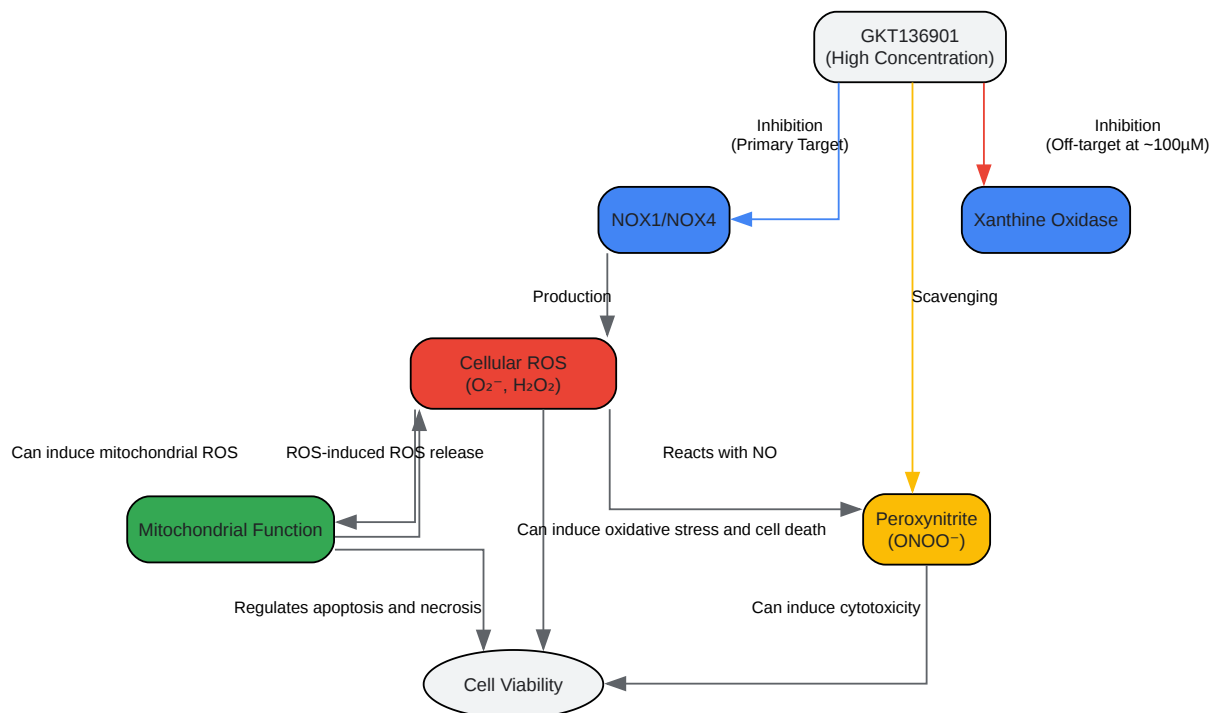 GKT136901
(High Concentration)
Inhibition
(Primary Target)
Inhibition
(Off-target at ~100µM)
NOX1/NOX4
Xanthine Oxidase
Production
Scavenging
Cellular ROS
(O₂⁻, H₂O₂)
Can induce mitochondrial ROS
ROS-induced ROS release
Reacts with NO
Mitochondrial Function
Can induce oxidative stress and cell death
Peroxynitrite
(ONOO⁻)
Regulates apoptosis and necrosis
Can induce cytotoxicity
Cell Viability